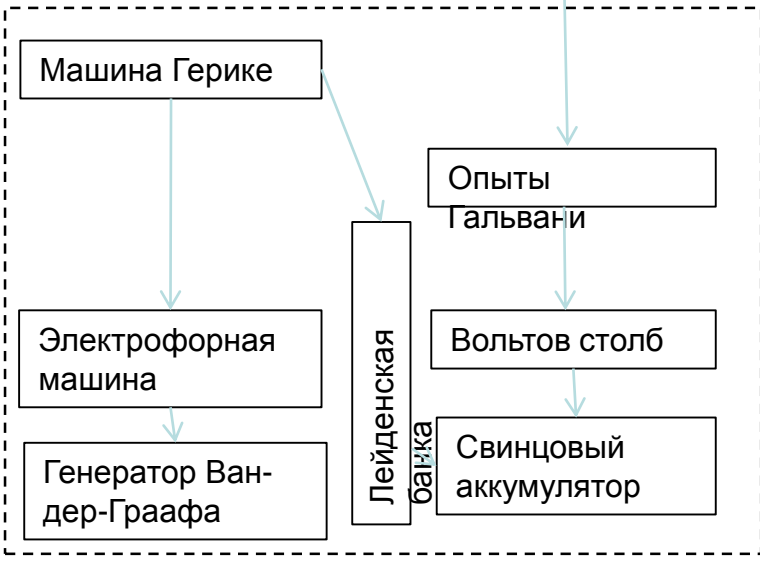 Машина Герике
Опыты
Гальвани
Электрофорная
машина
Вольтов столб
Лейденская
банка
Генератор Ван-
дер-Граафа
Свинцовый
аккумулятор